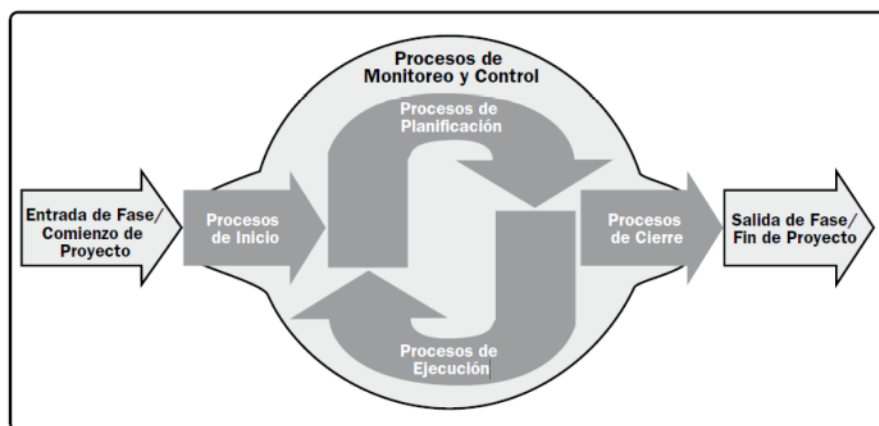 Procesos de
Monitoreo y Control
Procesos de
Planificación
Entrada de Fase/
Comienzo de
Proyecto
Procesos
de Inicio
Procesos
de Cierre
Salida de Fase/
Fin de Proyecto
Procesos de
Ejecución